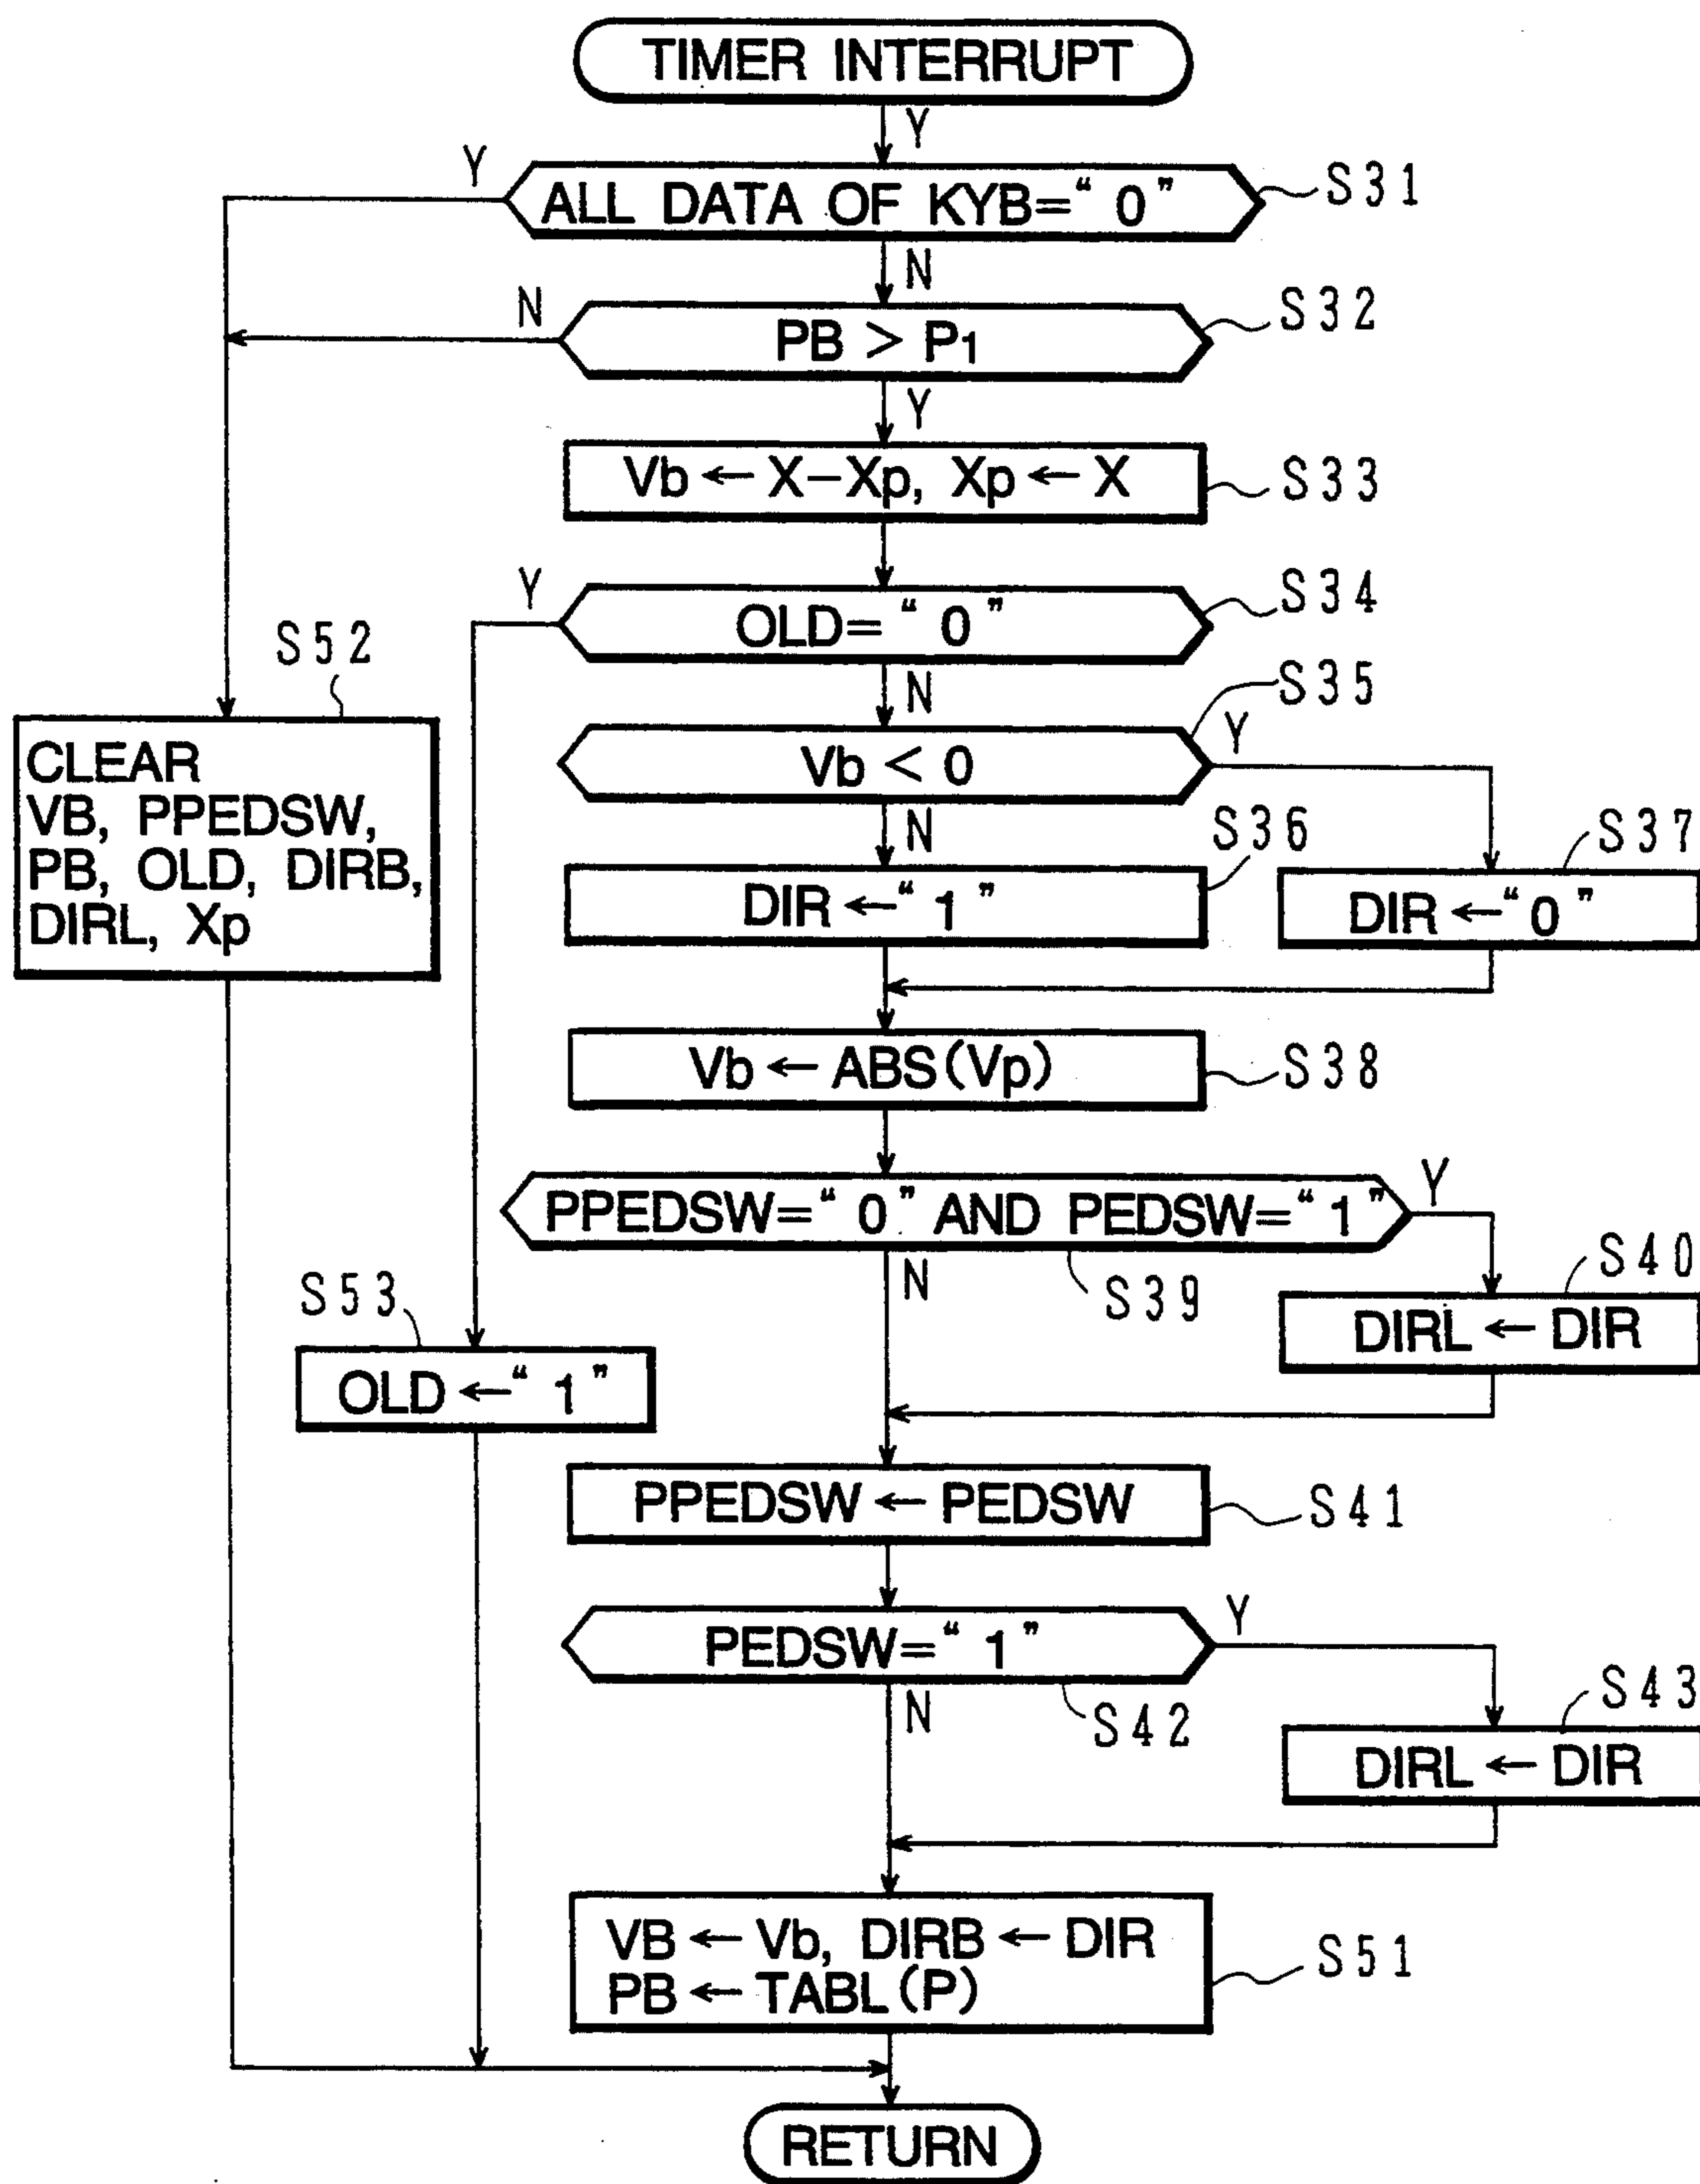 TIMER INTERRUPT
Y
Y
ALL DATA OF KYB=“0”
S31
N
N
PB > P1
S32
Y
Vb ← X-Xp, Xp ← X
S33
Y
OLD=“0”
S34
N
S52
CLEAR
VB, PPEDSW,
PB, OLD, DIRB,
DIRL, Xp
Vb < 0
S35
Y
N
DIR ←“1”
S36
DIR ←“0”
S37
Vb ← ABS(Vp)
S38
PPEDSW=“0” AND PEDSW=“1”
Y
N
S39
S40
DIRL ← DIR
S53
OLD ←“1”
PPEDSW ← PEDSW
S41
PEDSW=“1”
Y
N
S42
S43
DIRL ← DIR
VB ← Vb, DIRB ← DIR
PB ← TABL(P)
S51
RETURN